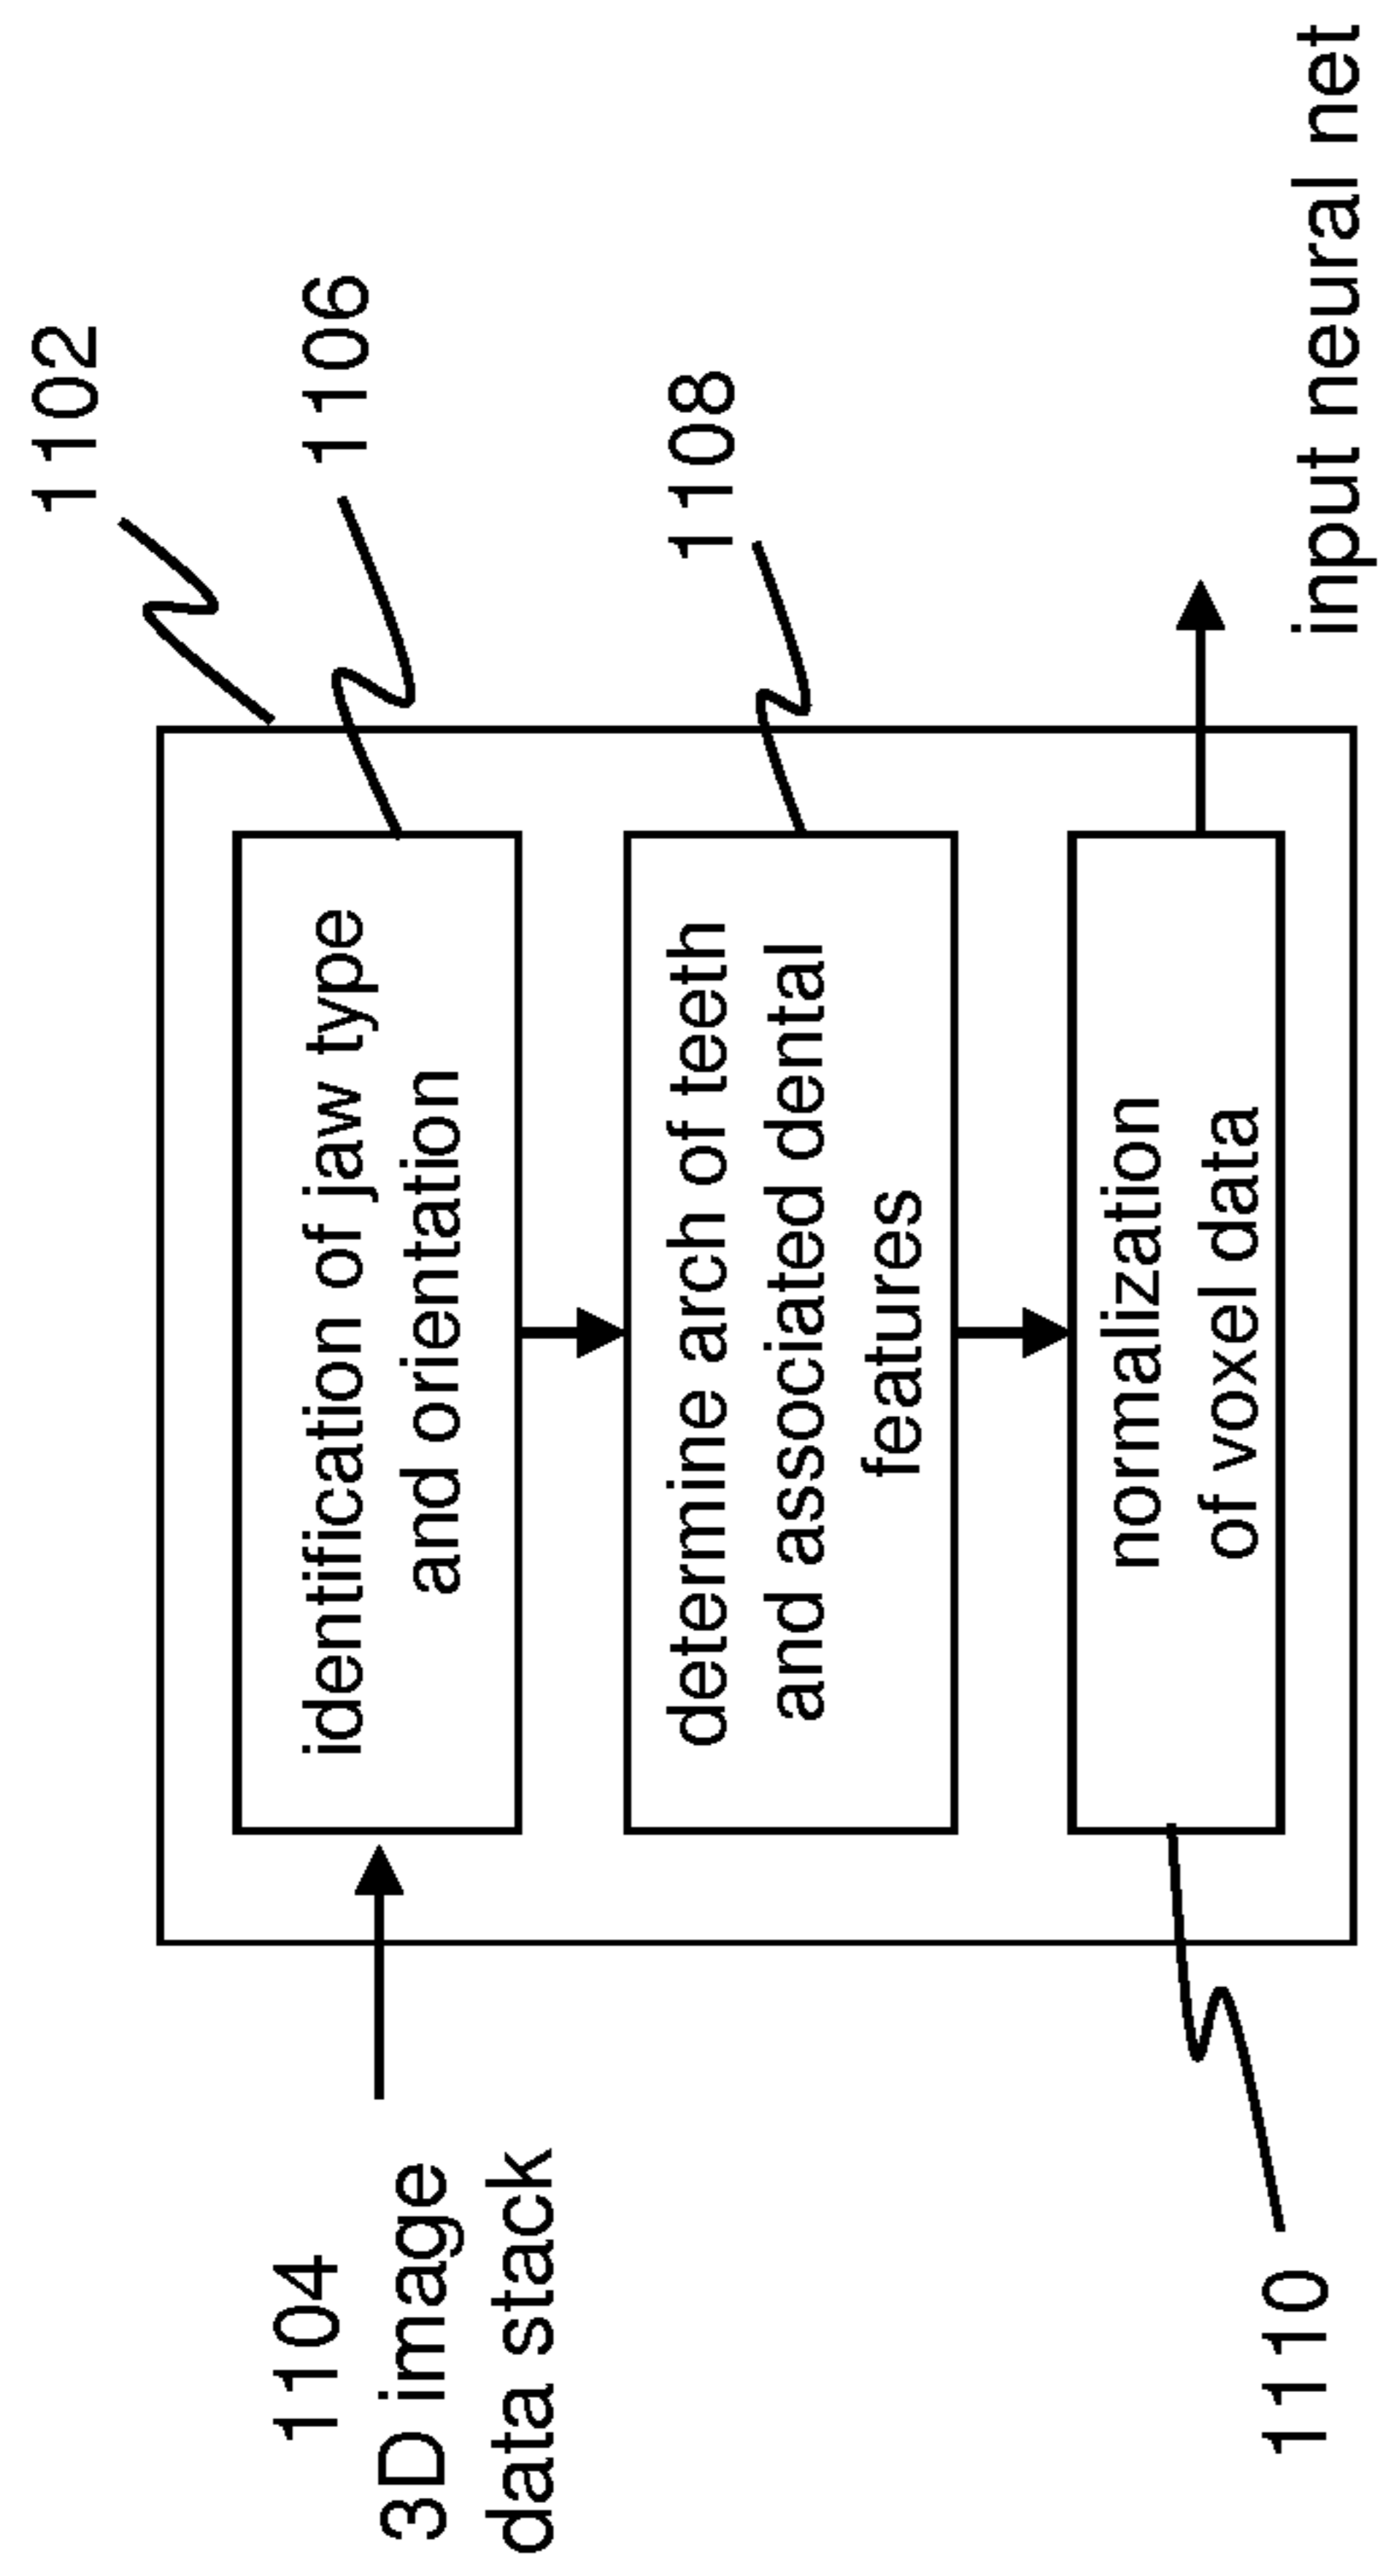 1102
1106
1104
3D image
data stack
identification of jaw type
and orientation
1108
determine arch of teeth
and associated dental
features
1110
normalization
of voxel data
input neural net